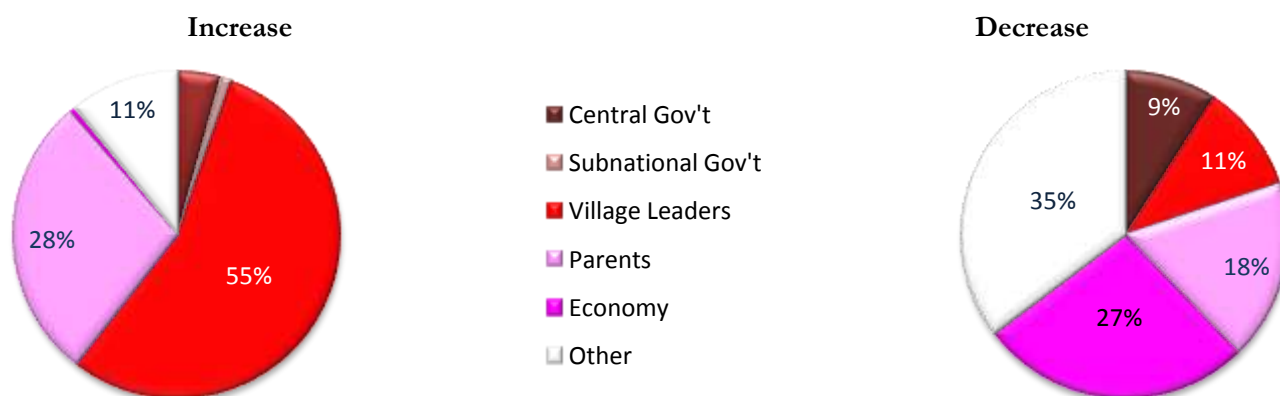 Increase
11%
28%
55%
Central Gov't
Subnational Gov't
Village Leaders
Parents
Economy
Other
Decrease
9%
11%
35%
18%
27%